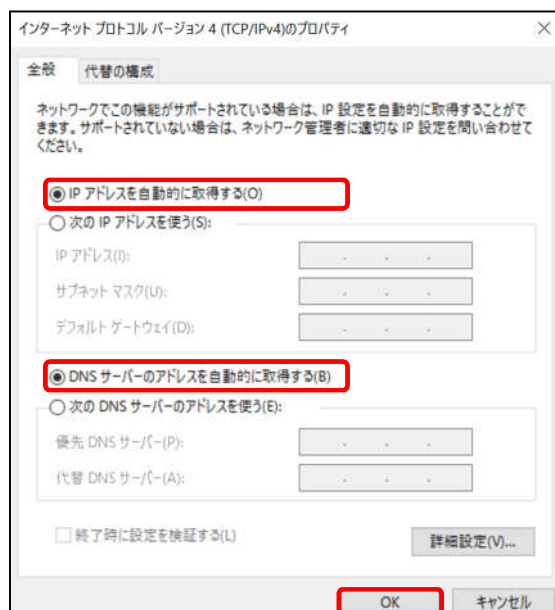 インターネット プロトコル バージョン 4 (TCP/IPv4)のプロパティ
全般
代替の構成
ネットワークでこの機能がサポートされている場合は、IP 設定を自動的に取得することがで
きます。サポートされていない場合は、ネットワーク管理者に適切な IP 設定を問い合わせて
ください。
IP アドレスを自動的に取得する(O)
次の IP アドレスを使う(S):
IP アドレス(I):
サブネット マスク(U):
デフォルト ゲートウェイ(D):
DNS サーバーのアドレスを自動的に取得する(B)
次の DNS サーバーのアドレスを使う(E):
優先 DNS サーバー(P):
代替 DNS サーバー(A):
終了時に設定を検証する(L)
詳細設定(V)...
OK
キャンセル